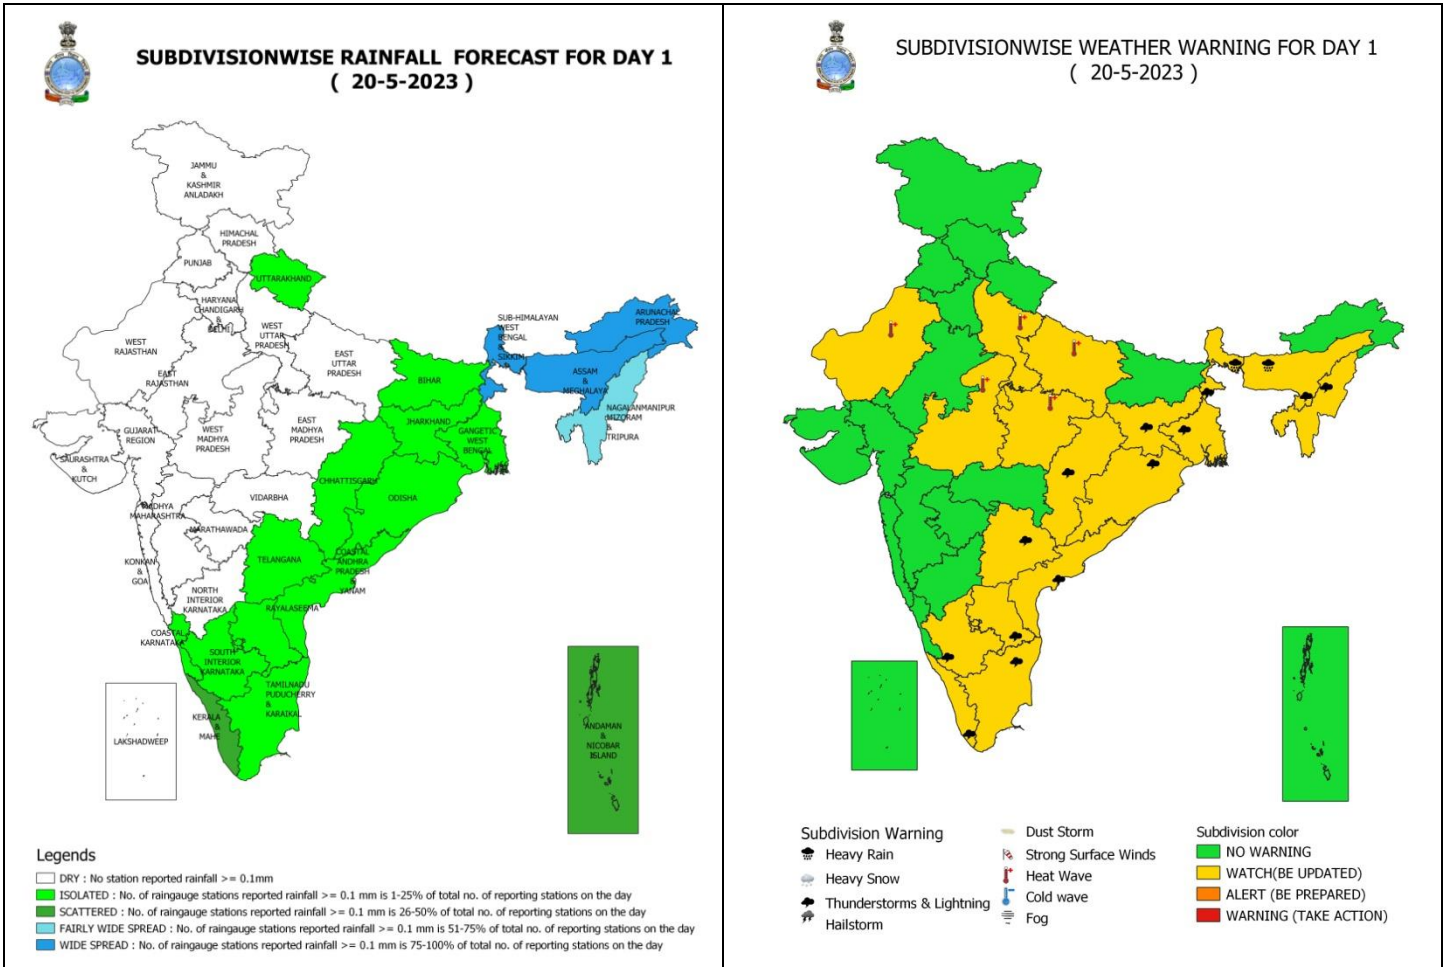 SUBDIVISIONWISE RAINFALL FORECAST FOR DAY 1
( 20-5-2023 )
JAMMU
&
KASHMIR
ANLADAKH
HIMACHAL
PRADESH
PUNJAB
UTTARAKHAND
HARYANA
CHANDIGARH
&
DELHI
WEST
UTTAR
PRADESH
WEST
RAJASTHAN
EAST
RAJASTHAN
EAST
UTTAR
PRADESH
SUB-HIMALAYAN
WEST
BENGAL
&
SIKKIM
ARUNACHAL
PRADESH
ASSAM
&
MEGHALAYA
NAGALANMANIPUR
MIZORAM
&
TRIPURA
BIHAR
JHARKHAND
GANGETIC
WEST
BENGAL
GUJARAT
REGION
WEST
MADHYA
PRADESH
EAST
MADHYA
PRADESH
SAURASHTRA
&
KUTCH
CHHATTISGARH
ODISHA
VIDARBHA
MADHYA
MAHARASHTRA
MARATHAWADA
KONKAN
&
GOA
TELANGANA
COASTAL
ANDHRA
PRADESH
&
YANAM
NORTH
INTERIOR
KARNATAKA
RAYALASEEMA
COASTAL
KARNATAKA
SOUTH
INTERIOR
KARNATAKA
TAMILNADU
PUDUCHERRY
&
KARAIKAL
KERALA
&
MAHE
LAKSHADWEEP
ANDAMAN
&
NICOBAR
ISLAND
Legends
DRY : No station reported rainfall >= 0.1mm
ISOLATED : No. of raingauge stations reported rainfall >= 0.1 mm is 1-25% of total no. of reporting stations on the day
SCATTERED : No. of raingauge stations reported rainfall >= 0.1 mm is 26-50% of total no. of reporting stations on the day
FAIRLY WIDE SPREAD : No. of raingauge stations reported rainfall >= 0.1 mm is 51-75% of total no. of reporting stations on the day
WIDE SPREAD : No. of raingauge stations reported rainfall >= 0.1 mm is 75-100% of total no. of reporting stations on the day
SUBDIVISIONWISE WEATHER WARNING FOR DAY 1
( 20-5-2023 )
Subdivision Warning
Heavy Rain
Heavy Snow
Thunderstorms & Lightning
Hailstorm
Dust Storm
Strong Surface Winds
Heat Wave
Cold wave
Fog
Subdivision color
NO WARNING
WATCH(BE UPDATED)
ALERT (BE PREPARED)
WARNING (TAKE ACTION)